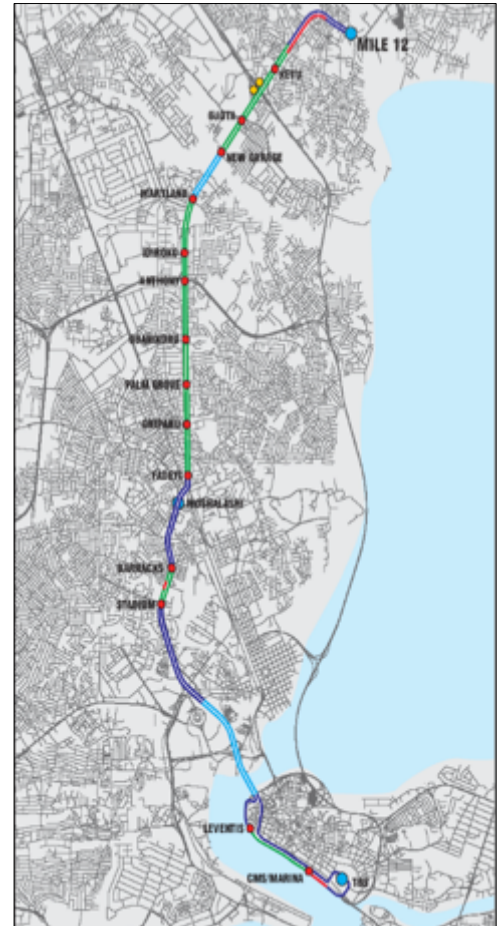 MILE 12
KETU
OJOTA
NEW GARAGE
MARYLAND
IDIROKO
ANTHONY
OBANIKORO
PALM GROVE
ONIPANU
FADEYI
MOSHALASHI
BARRACKS
STADIUM
LEVENTIS
CMS/MARINA
TBS